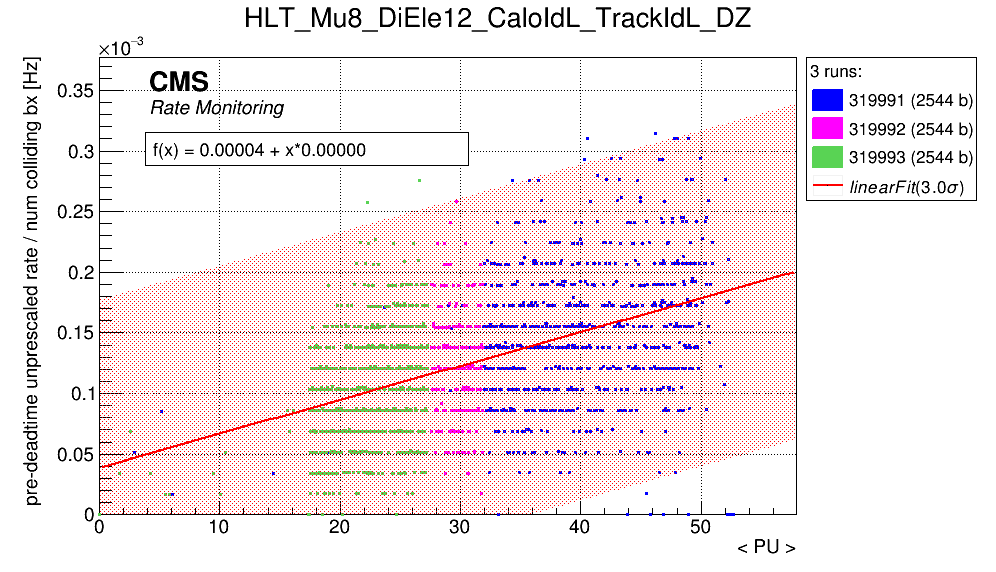 HLT_Mu8_DiEle12_CaloIdL_TrackIdL_DZ
×10⁻³
pre-deadtime unprescaled rate / num colliding bx [Hz]
0.35
0.3
0.25
0.2
0.15
0.1
0.05
0
CMS
Rate Monitoring
f(x) = 0.00004 + x*0.00000
0 10 20 30 40 50
< PU >
3 runs:
319991 (2544 b)
319992 (2544 b)
319993 (2544 b)
linearFit(3.0σ)